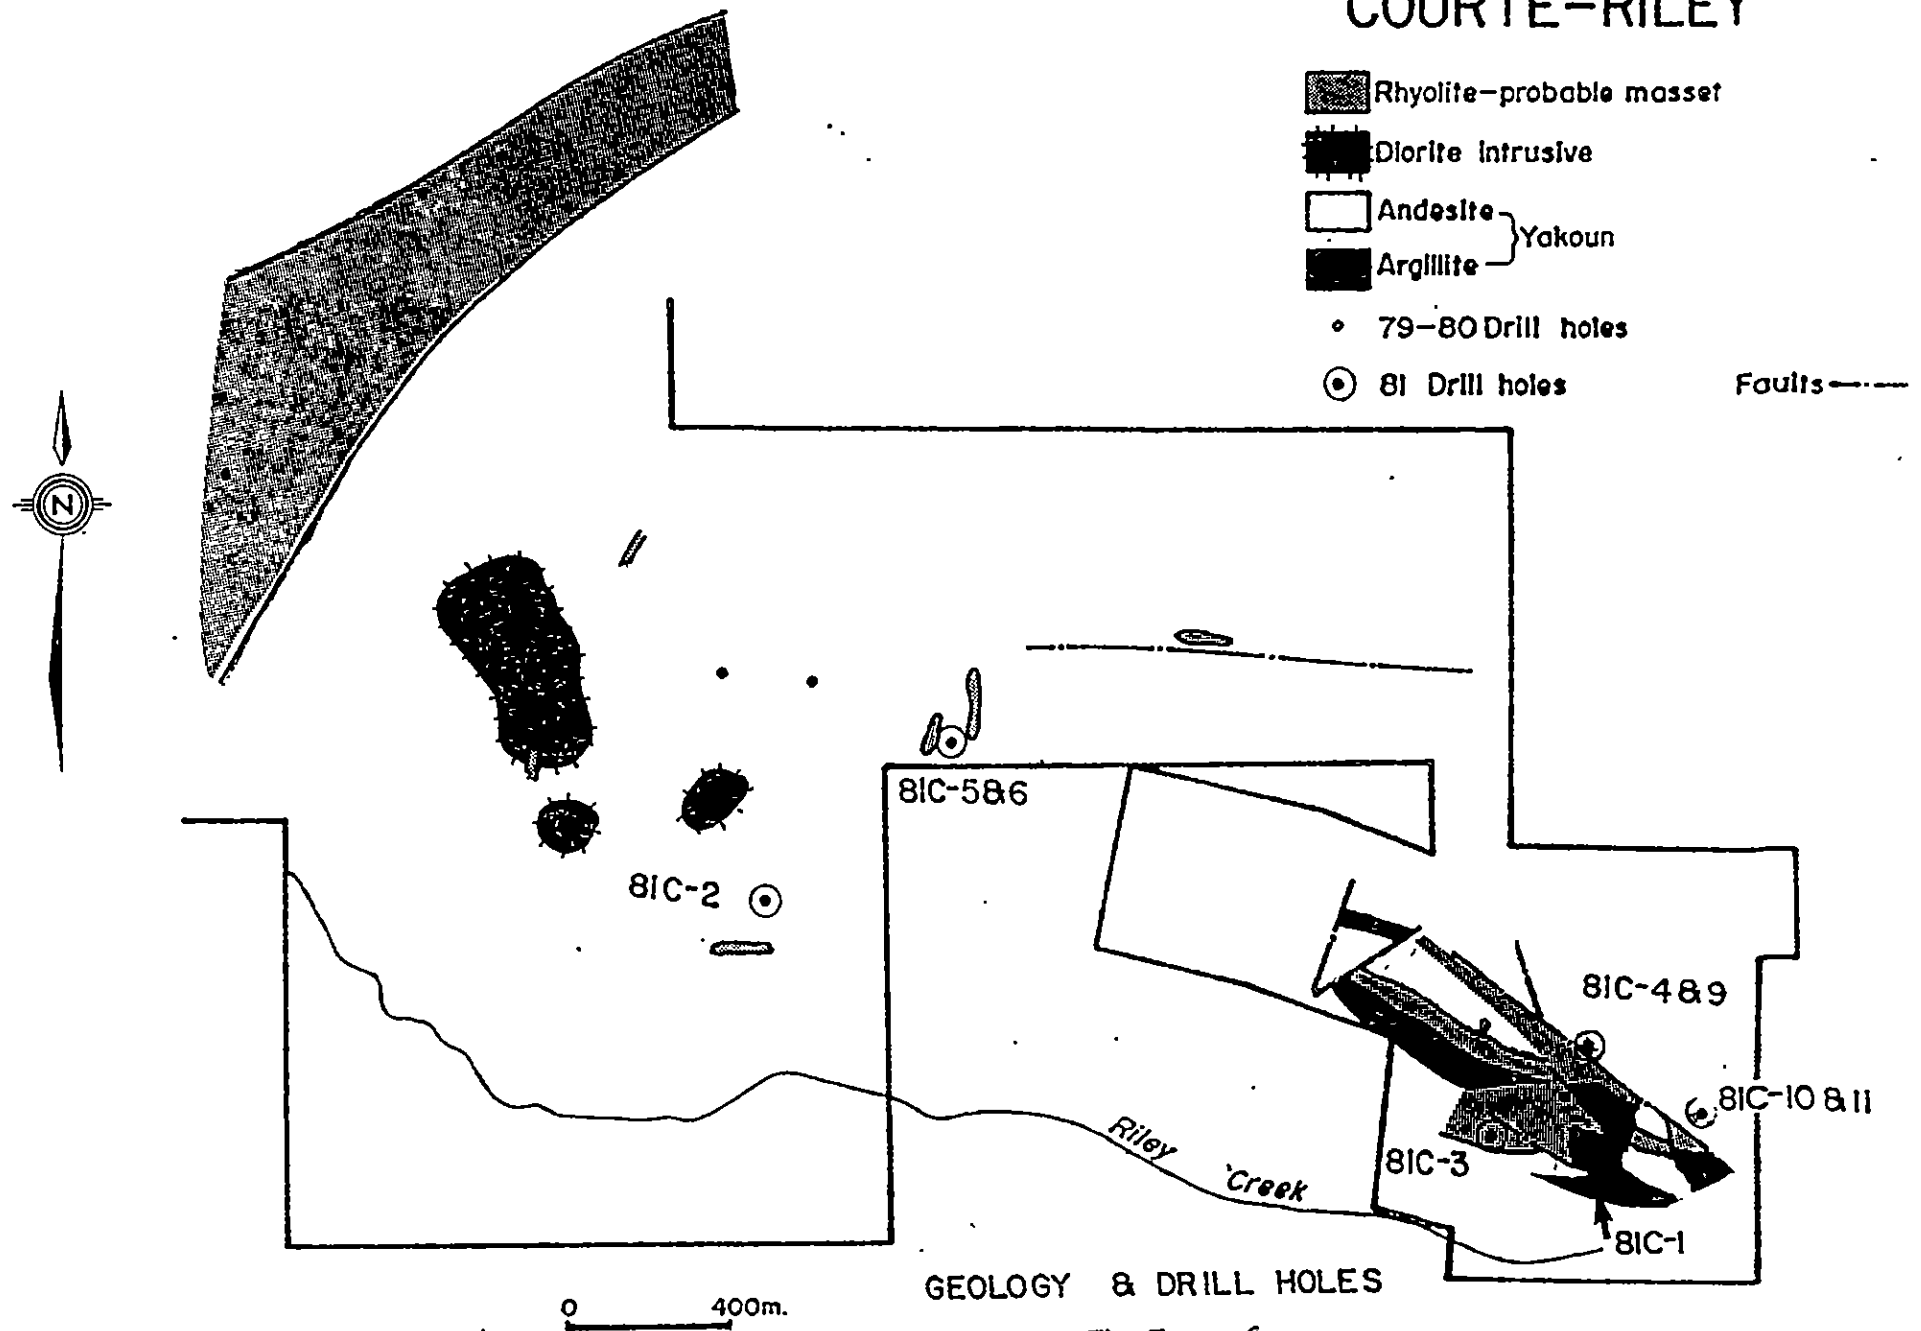 COURTE-RILEY
Rhyolite-probable masset
Diorite intrusive
Andesite
Yakoun
Argillite
79-80 Drill holes
81 Drill holes
Faults
N
81C-5&6
81C-2
81C-4&9
81C-10&11
81C-3
Riley Creek
81C-1
GEOLOGY & DRILL HOLES
0 400m.